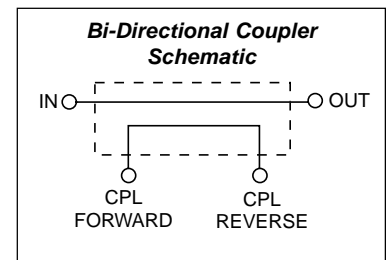 Bi-Directional Coupler
Schematic
IN
OUT
CPL
FORWARD
CPL
REVERSE